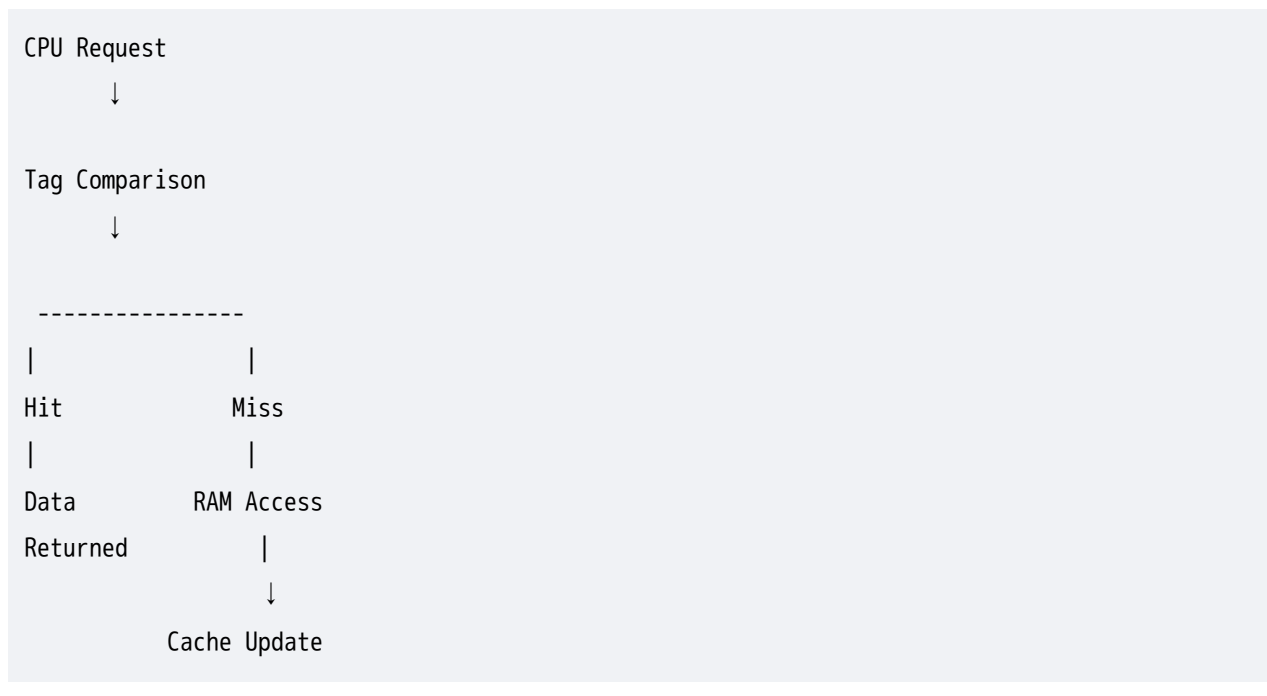 CPU Request
↓
Tag Comparison
↓
----------------
|                |
Hit             Miss
|                |
Data         RAM Access
Returned          |
↓
Cache Update